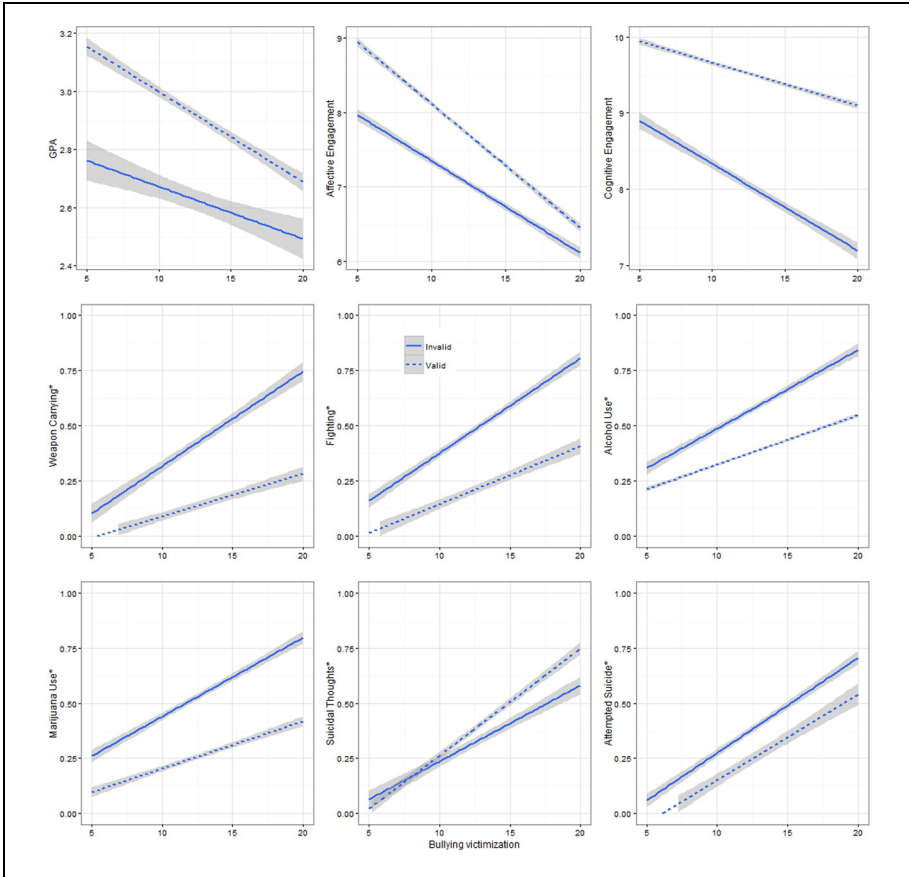 GPA
3.2
3.0
2.8
2.6
2.4
5 10 15 20
Affective Engagement
9
8
7
6
5 10 15 20
Cognitive Engagement
10
9
8
7
5 10 15 20
Weapon Carrying*
1.00
0.75
0.50
0.25
0.00
5 10 15 20
Fighting*
1.00
0.75
0.50
0.25
0.00
Invalid
Valid
5 10 15 20
Alcohol Use*
1.00
0.75
0.50
0.25
0.00
5 10 15 20
Marijuana Use*
1.00
0.75
0.50
0.25
0.00
5 10 15 20
Suicidal Thoughts*
1.00
0.75
0.50
0.25
0.00
5 10 15 20
Bullying victimization
Attempted Suicide*
1.00
0.75
0.50
0.25
0.00
5 10 15 20